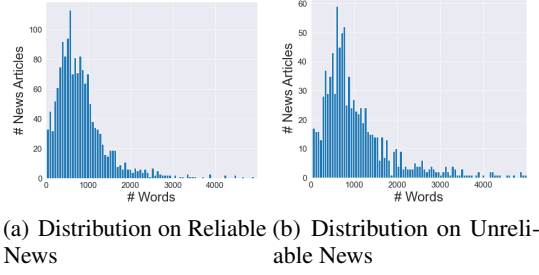 100
80
60
40
20
0
# News Articles
0
1000
2000
3000
4000
# Words
60
50
40
30
20
10
0
# News Articles
0
1000
2000
3000
4000
# Words
(a) Distribution on Reliable
News
(b) Distribution on Unreli-
able News